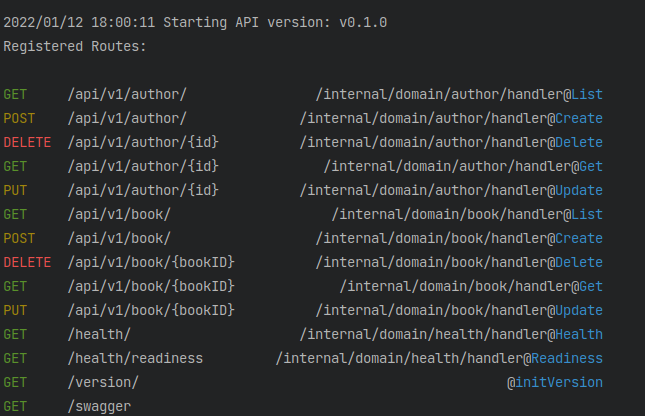 2022/01/12 18:00:11 Starting API version: v0.1.0
Registered Routes:
GET /api/v1/author/ /internal/domain/author/handler@List
POST /api/v1/author/ /internal/domain/author/handler@Create
DELETE /api/v1/author/{id} /internal/domain/author/handler@Delete
GET /api/v1/author/{id} /internal/domain/author/handler@Get
PUT /api/v1/author/{id} /internal/domain/author/handler@Update
GET /api/v1/book/ /internal/domain/book/handler@List
POST /api/v1/book/ /internal/domain/book/handler@Create
DELETE /api/v1/book/{bookID} /internal/domain/book/handler@Delete
GET /api/v1/book/{bookID} /internal/domain/book/handler@Get
PUT /api/v1/book/{bookID} /internal/domain/book/handler@Update
GET /health/ /internal/domain/health/handler@Health
GET /health/readiness /internal/domain/health/handler@Readiness
GET /version/ @initVersion
GET /swagger